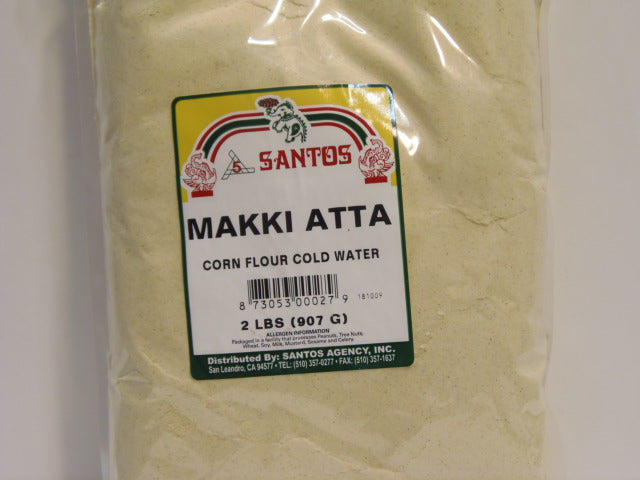 5
SANTOS
MAKKI ATTA
CORN FLOUR COLD WATER
8 73053 00027 9 181009
2 LBS (907 G)
ALLERGEN INFORMATION
Packaged in a facility that processes Peanuts, Tree Nuts,
Wheat, Soy, Milk, Mustard, Sesame and Celery.
Distributed By: SANTOS AGENCY, INC.
San Leandro, CA 94577 • TEL: (510) 357-0277 • FAX: (510) 357-1637